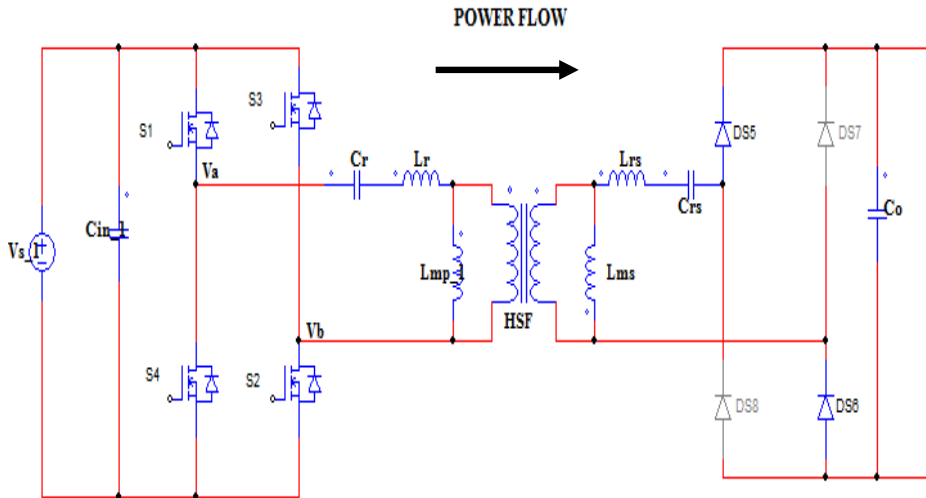 POWER FLOW
S1
S3
DS5
DS7
Va
Cr
Lr
Lrs
Crs
Co
Cin_1
Vs_1
Lmp_1
Lms
HSF
Vb
S4
S2
DS8
DS6